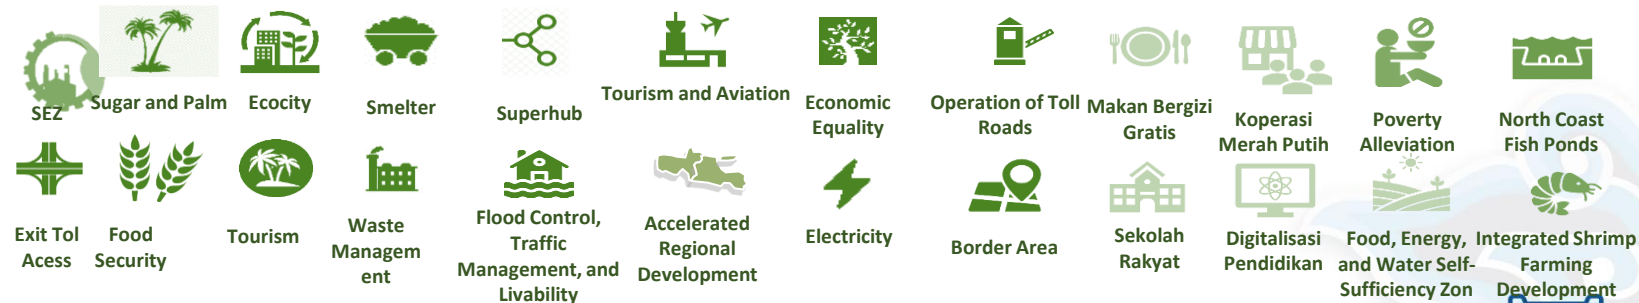 SEZ
Sugar and Palm
Ecocity
Smelter
Superhub
Tourism and Aviation
Economic
Equality
Operation of Toll
Roads
Makan Bergizi
Gratis
Koperasi
Merah Putih
Poverty
Alleviation
North Coast
Fish Ponds
Exit Tol
Acess
Food
Security
Tourism
Waste
Managem
ent
Flood Control,
Traffic
Management, and
Livability
Accelerated
Regional
Development
Electricity
Border Area
Sekolah
Rakyat
Digitalisasi
Pendidikan
Food, Energy,
and Water Self-
Sufficiency Zon
Integrated Shrimp
Farming
Development